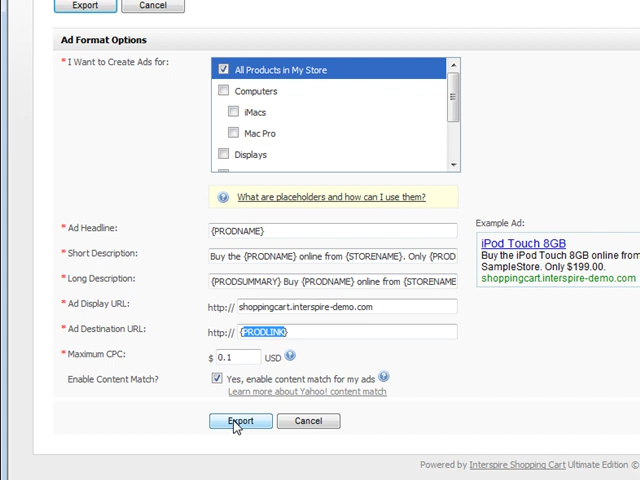 Export
Cancel
Ad Format Options
* I Want to Create Ads for:
All Products in My Store
Computers
iMacs
Mac Pro
Displays
What are placeholders and how can I use them?
* Ad Headline:
{PRODNAME}
* Short Description:
Buy the {PRODNAME} online from {STORENAME}. Only {PROD
* Long Description:
{PRODSUMMARY} Buy {PRODNAME} online from {STORENAME
* Ad Display URL:
http:// shoppingcart.interspire-demo.com
* Ad Destination URL:
http:// {PRODLINK}
* Maximum CPC:
$ 0.1 USD
Enable Content Match?
Yes, enable content match for my ads
Learn more about Yahoo! content match
Export
Cancel
Example Ad:
iPod Touch 8GB
Buy the iPod Touch 8GB online from
SampleStore. Only $199.00.
shoppingcart.interspire-demo.com
Powered by Interspire Shopping Cart Ultimate Edition ©